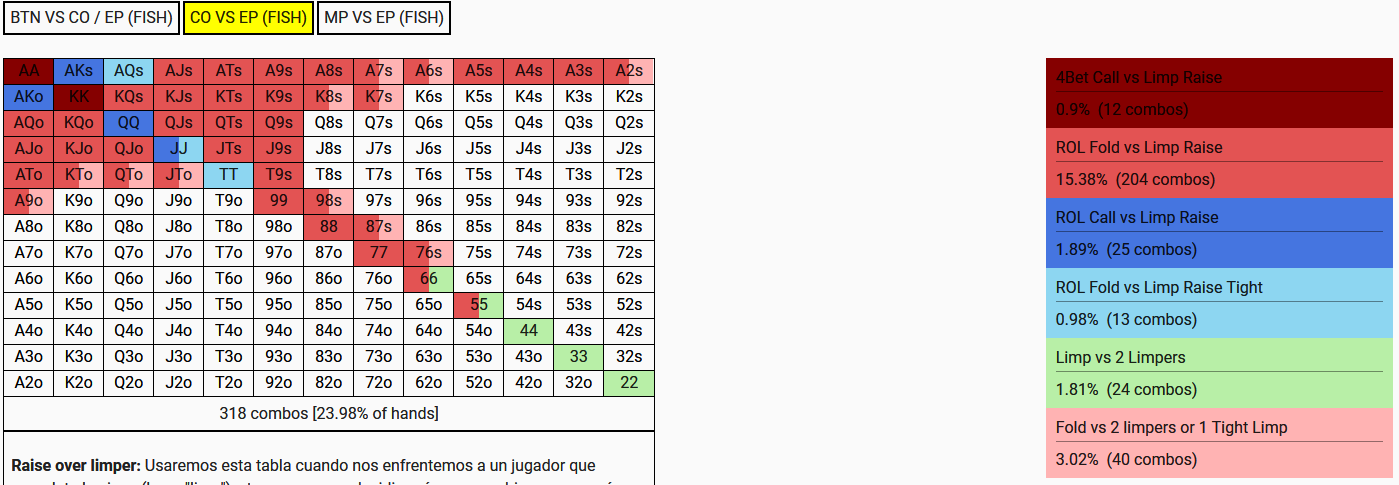 BTN VS CO / EP (FISH) CO VS EP (FISH) MP VS EP (FISH)
AA AKs AQs AJs ATs A9s A8s A7s A6s A5s A4s A3s A2s
AKo KK KQs KJs KTs K9s K8s K7s K6s K5s K4s K3s K2s
AQo KQo QQ QJs QTs Q9s Q8s Q7s Q6s Q5s Q4s Q3s Q2s
AJo KJo QJo JJ JTs J9s J8s J7s J6s J5s J4s J3s J2s
ATo KTo QTo JTo TT T9s T8s T7s T6s T5s T4s T3s T2s
A9o K9o Q9o J9o T9o 99 98s 97s 96s 95s 94s 93s 92s
A8o K8o Q8o J8o T8o 98o 88 87s 86s 85s 84s 83s 82s
A7o K7o Q7o J7o T7o 97o 87o 77 76s 75s 74s 73s 72s
A6o K6o Q6o J6o T6o 96o 86o 76o 66 65s 64s 63s 62s
A5o K5o Q5o J5o T5o 95o 85o 75o 65o 55 54s 53s 52s
A4o K4o Q4o J4o T4o 94o 84o 74o 64o 54o 44 43s 42s
A3o K3o Q3o J3o T3o 93o 83o 73o 63o 53o 43o 33 32s
A2o K2o Q2o J2o T2o 92o 82o 72o 62o 52o 42o 32o 22
318 combos [23.98% of hands]
Raise over limper: Usaremos esta tabla cuando nos enfrentemos a un jugador que
4Bet Call vs Limp Raise
0.9% (12 combos)
ROL Fold vs Limp Raise
15.38% (204 combos)
ROL Call vs Limp Raise
1.89% (25 combos)
ROL Fold vs Limp Raise Tight
0.98% (13 combos)
Limp vs 2 Limpers
1.81% (24 combos)
Fold vs 2 limpers or 1 Tight Limp
3.02% (40 combos)